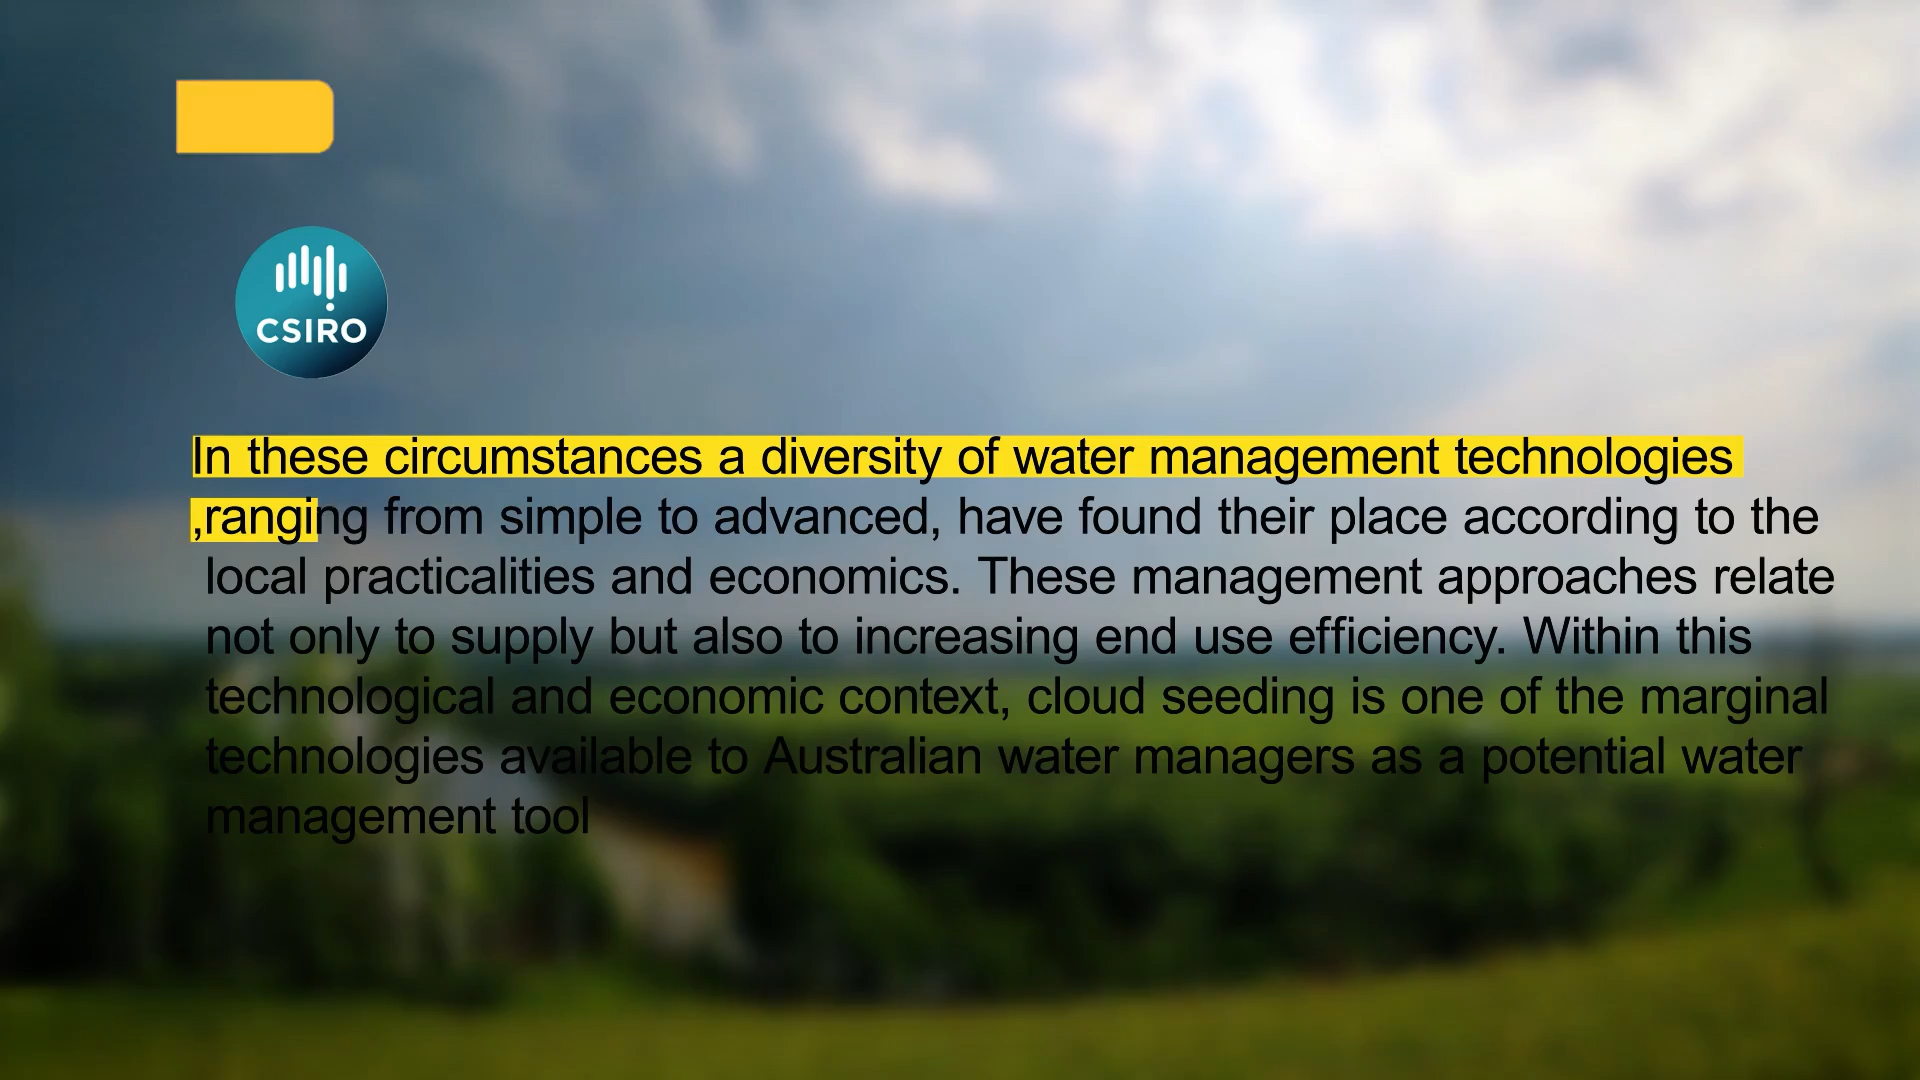 CSIRO
In these circumstances a diversity of water management technologies
,ranging from simple to advanced, have found their place according to the
local practicalities and economics. These management approaches relate
not only to supply but also to increasing end use efficiency. Within this
technological and economic context, cloud seeding is one of the marginal
technologies available to Australian water managers as a potential water
management tool